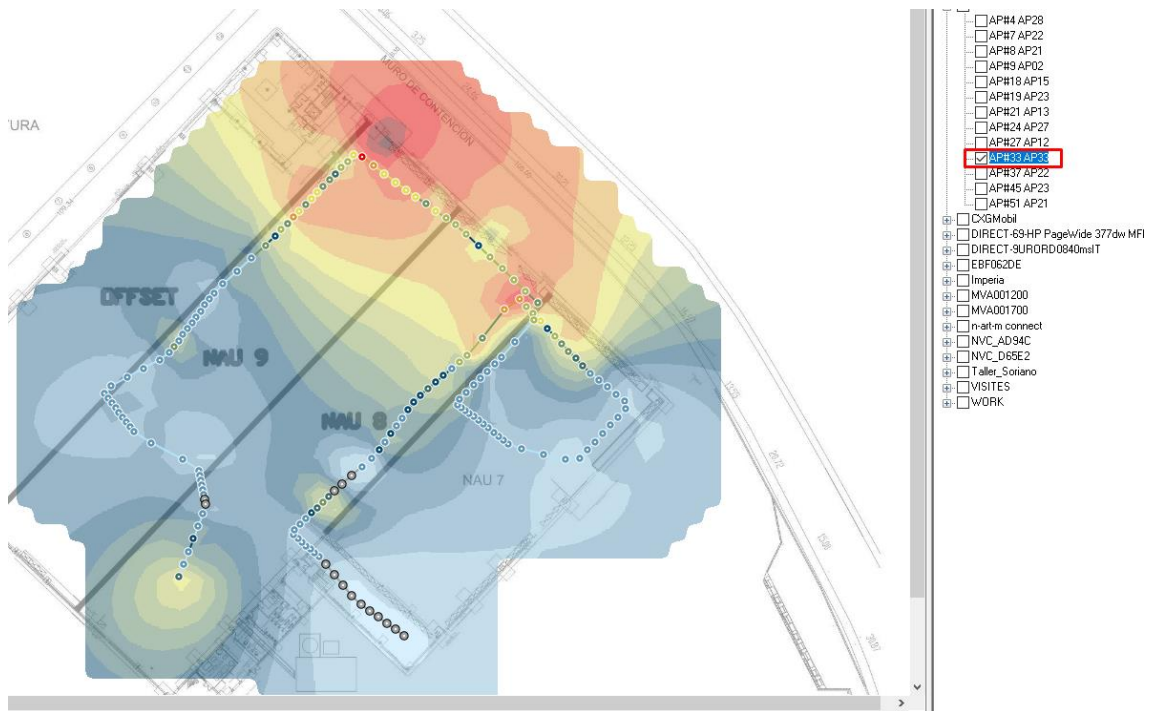 TURA
MURO DE CONTENCIÓN
OFFSET
NAU 9
NAU 8
NAU 7
AP#4 AP28
AP#7 AP22
AP#8 AP21
AP#9 AP02
AP#18 AP15
AP#19 AP23
AP#21 AP13
AP#24 AP27
AP#27 AP12
AP#33 AP33
AP#37 AP22
AP#45 AP23
AP#51 AP21
CXGMobil
DIRECT-69-HP PageWide 377dw MFI
DIRECT-9URORD0840msIT
EBF062DE
Imperia
MVA001200
MVA001700
n-art-m connect
NVC_AD94C
NVC_D65E2
Taller_Soriano
VISITES
WORK